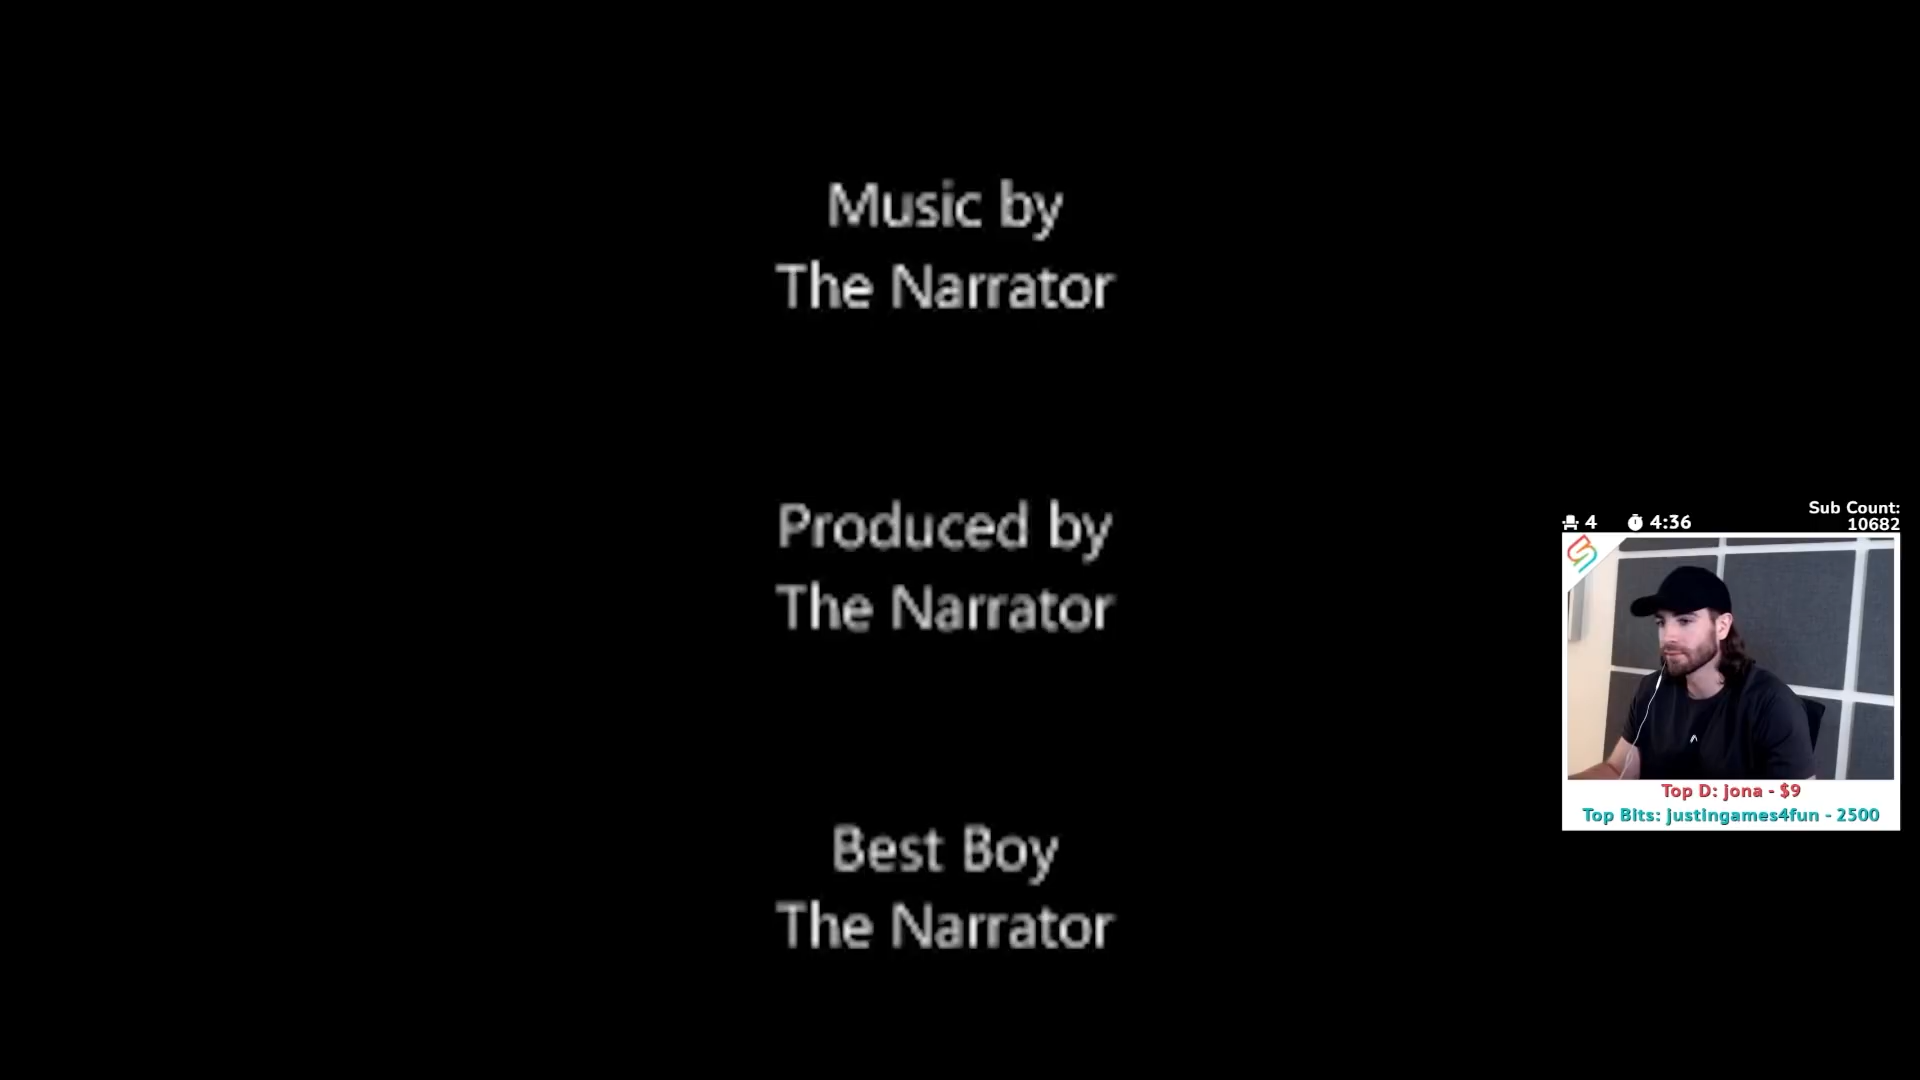 Music by
The Narrator
Produced by
The Narrator
Best Boy
The Narrator
4
4:36
Sub Count:
10682
Top D: jona - $9
Top Bits: justingames4fun - 2500